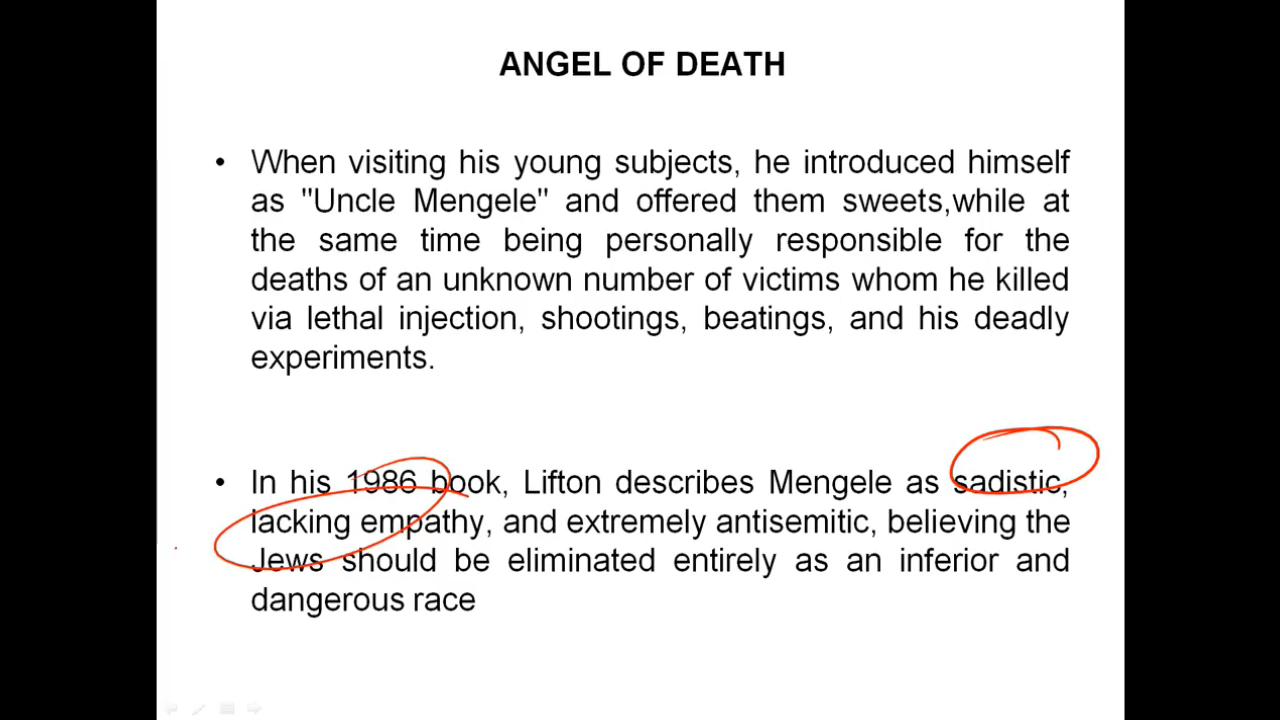 ANGEL OF DEATH
• When visiting his young subjects, he introduced himself
as "Uncle Mengele" and offered them sweets,while at
the same time being personally responsible for the
deaths of an unknown number of victims whom he killed
via lethal injection, shootings, beatings, and his deadly
experiments.
• In his 1986 book, Lifton describes Mengele as sadistic,
lacking empathy, and extremely antisemitic, believing the
Jews should be eliminated entirely as an inferior and
dangerous race